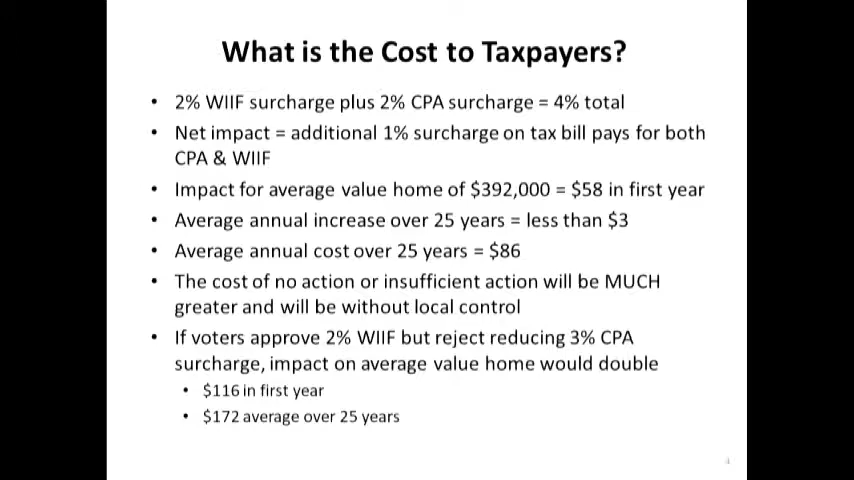 What is the Cost to Taxpayers?
• 2% WIIF surcharge plus 2% CPA surcharge = 4% total
• Net impact = additional 1% surcharge on tax bill pays for both
CPA & WIIF
• Impact for average value home of $392,000 = $58 in first year
• Average annual increase over 25 years = less than $3
• Average annual cost over 25 years = $86
• The cost of no action or insufficient action will be MUCH
greater and will be without local control
• If voters approve 2% WIIF but reject reducing 3% CPA
surcharge, impact on average value home would double
• $116 in first year
• $172 average over 25 years